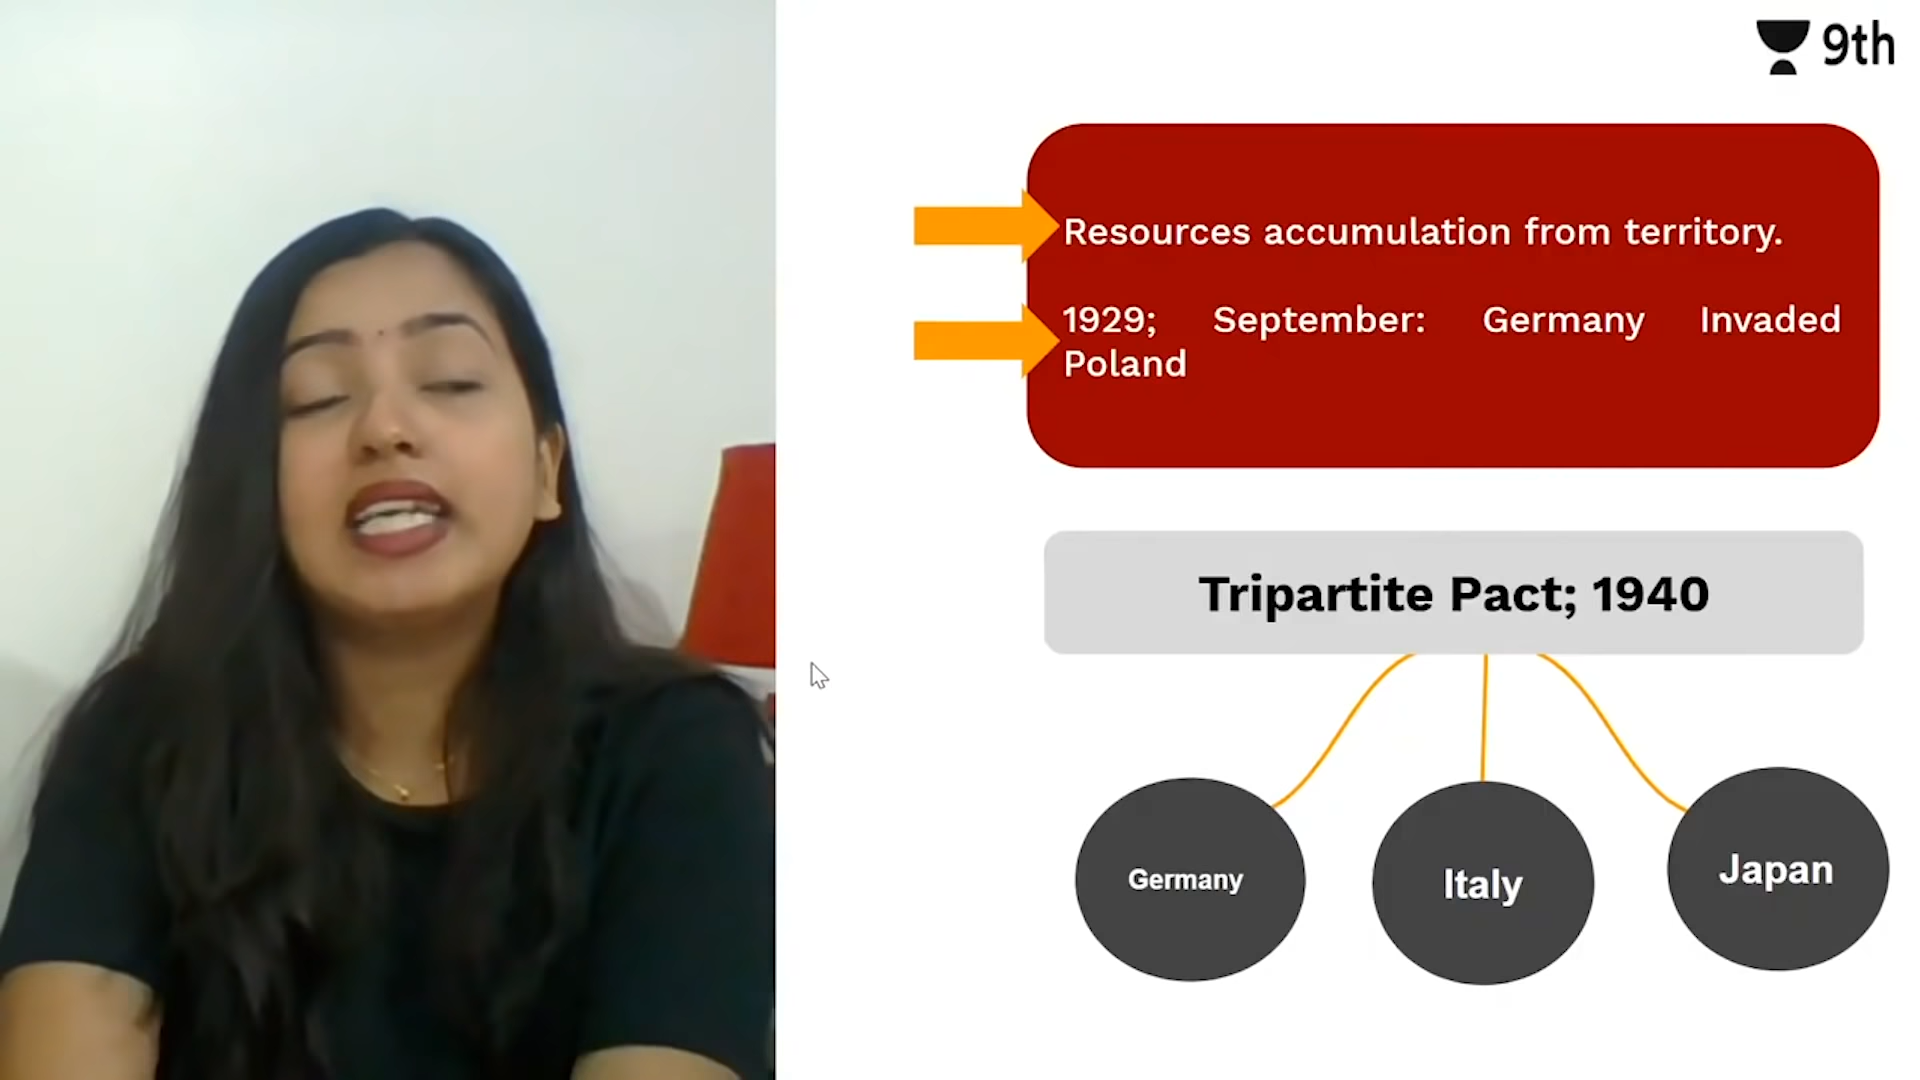 9th
Resources accumulation from territory.
1929; September: Germany Invaded
Poland
Tripartite Pact; 1940
Germany
Italy
Japan